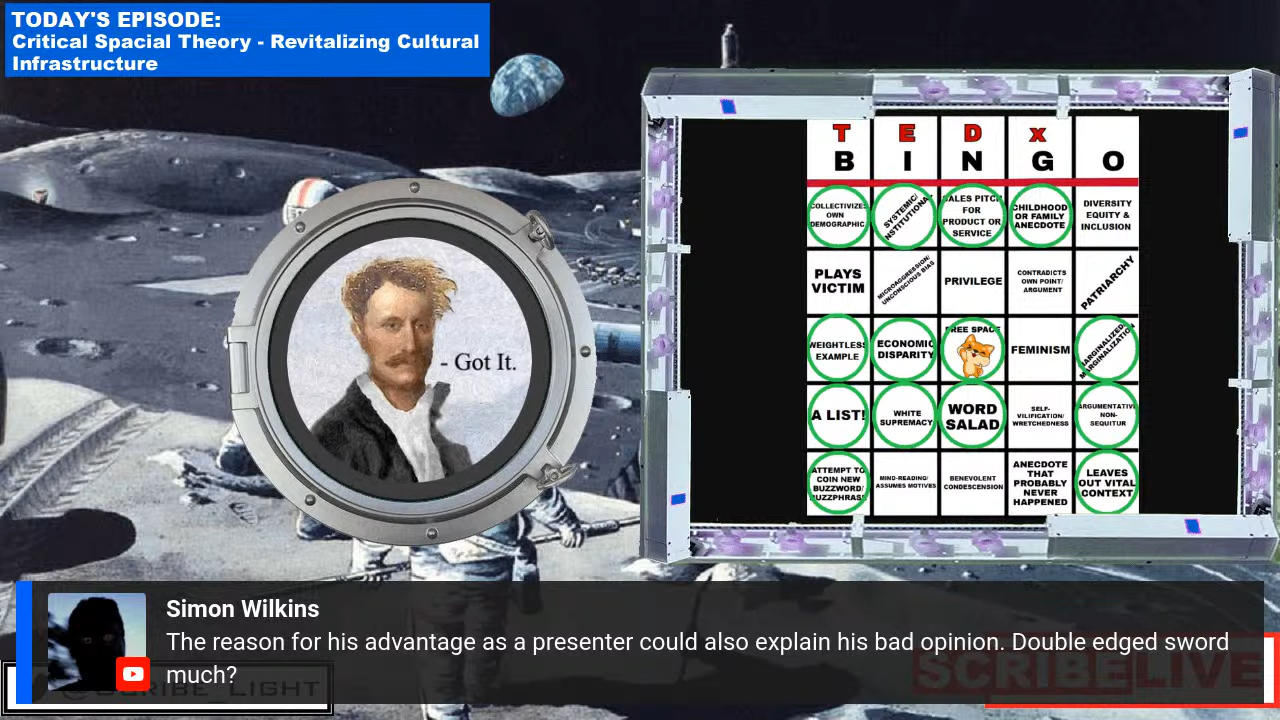 TODAY'S EPISODE:
Critical Spacial Theory - Revitalizing Cultural
Infrastructure
T E D x
B I N G O
COLLECTIVIZES
OWN
DEMOGRAPHIC
SYSTEMIC/
INSTITUTIONAL
SALES PITCH
FOR
PRODUCT OR
SERVICE
CHILDHOOD
OR FAMILY
ANECDOTE
DIVERSITY
EQUITY &
INCLUSION
PLAYS
VICTIM
MICROAGGRESSION/
UNCONSCIOUS BIAS
PRIVILEGE
CONTRADICTS
OWN POINT/
ARGUMENT
PATRIARCHY
WEIGHTLESS
EXAMPLE
ECONOMIC
DISPARITY
FREE SPACE
FEMINISM
MARGINALIZED/
MARGINALIZATION
A LIST!
WHITE
SUPREMACY
WORD
SALAD
SELF-
VILIFICATION/
WRETCHEDNESS
ARGUMENTATIVE
NON-
SEQUITUR
ATTEMPT TO
COIN NEW
BUZZWORD/
BUZZPHRASE
MIND-READING/
ASSUMES MOTIVES
BENEVOLENT
CONDESCENSION
ANECDOTE
THAT
PROBABLY
NEVER
HAPPENED
LEAVES
OUT VITAL
CONTEXT
- Got It.
Simon Wilkins
The reason for his advantage as a presenter could also explain his bad opinion. Double edged sword
much?
@SCRIBE_LIGHT
SCRIBELIVE